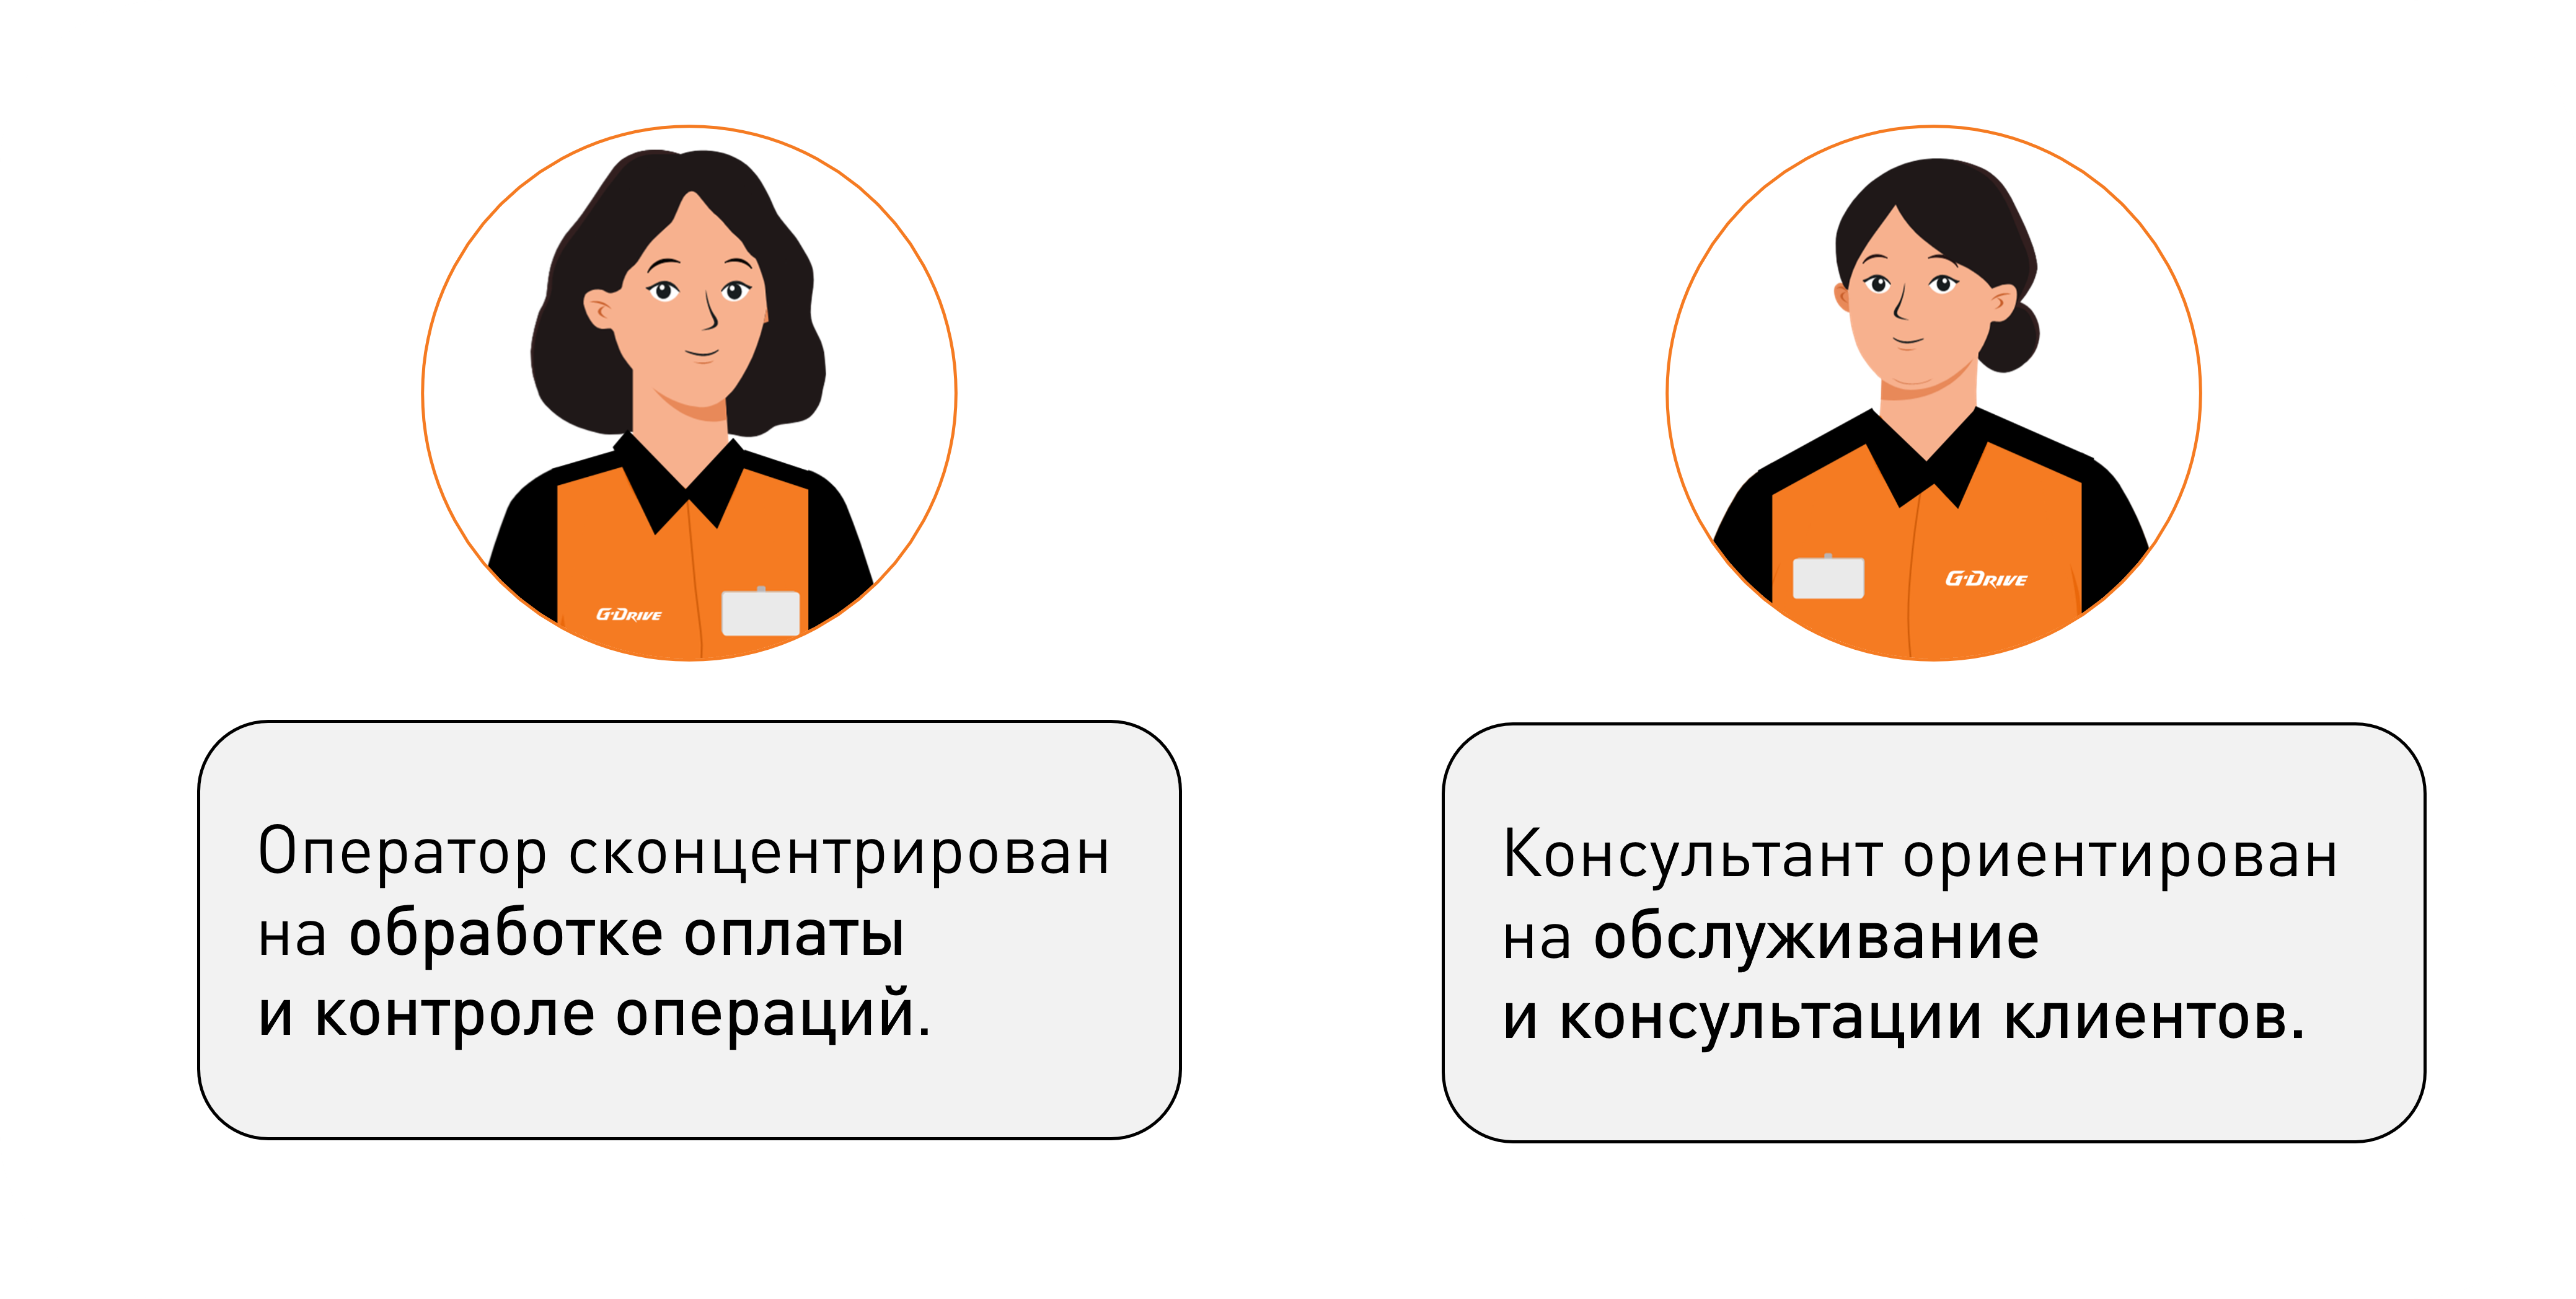 G-DRIVE
G-DRIVE
Оператор сконцентрирован
на обработке оплаты
и контроле операций.
Консультант ориентирован
на обслуживание
и консультации клиентов.